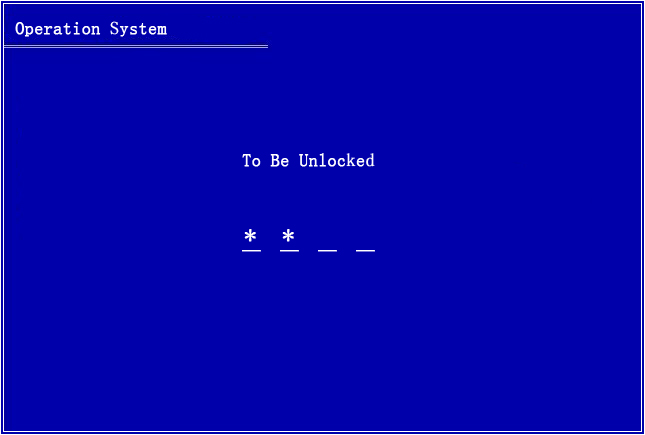 Operation System
To Be Unlocked
* * _ _